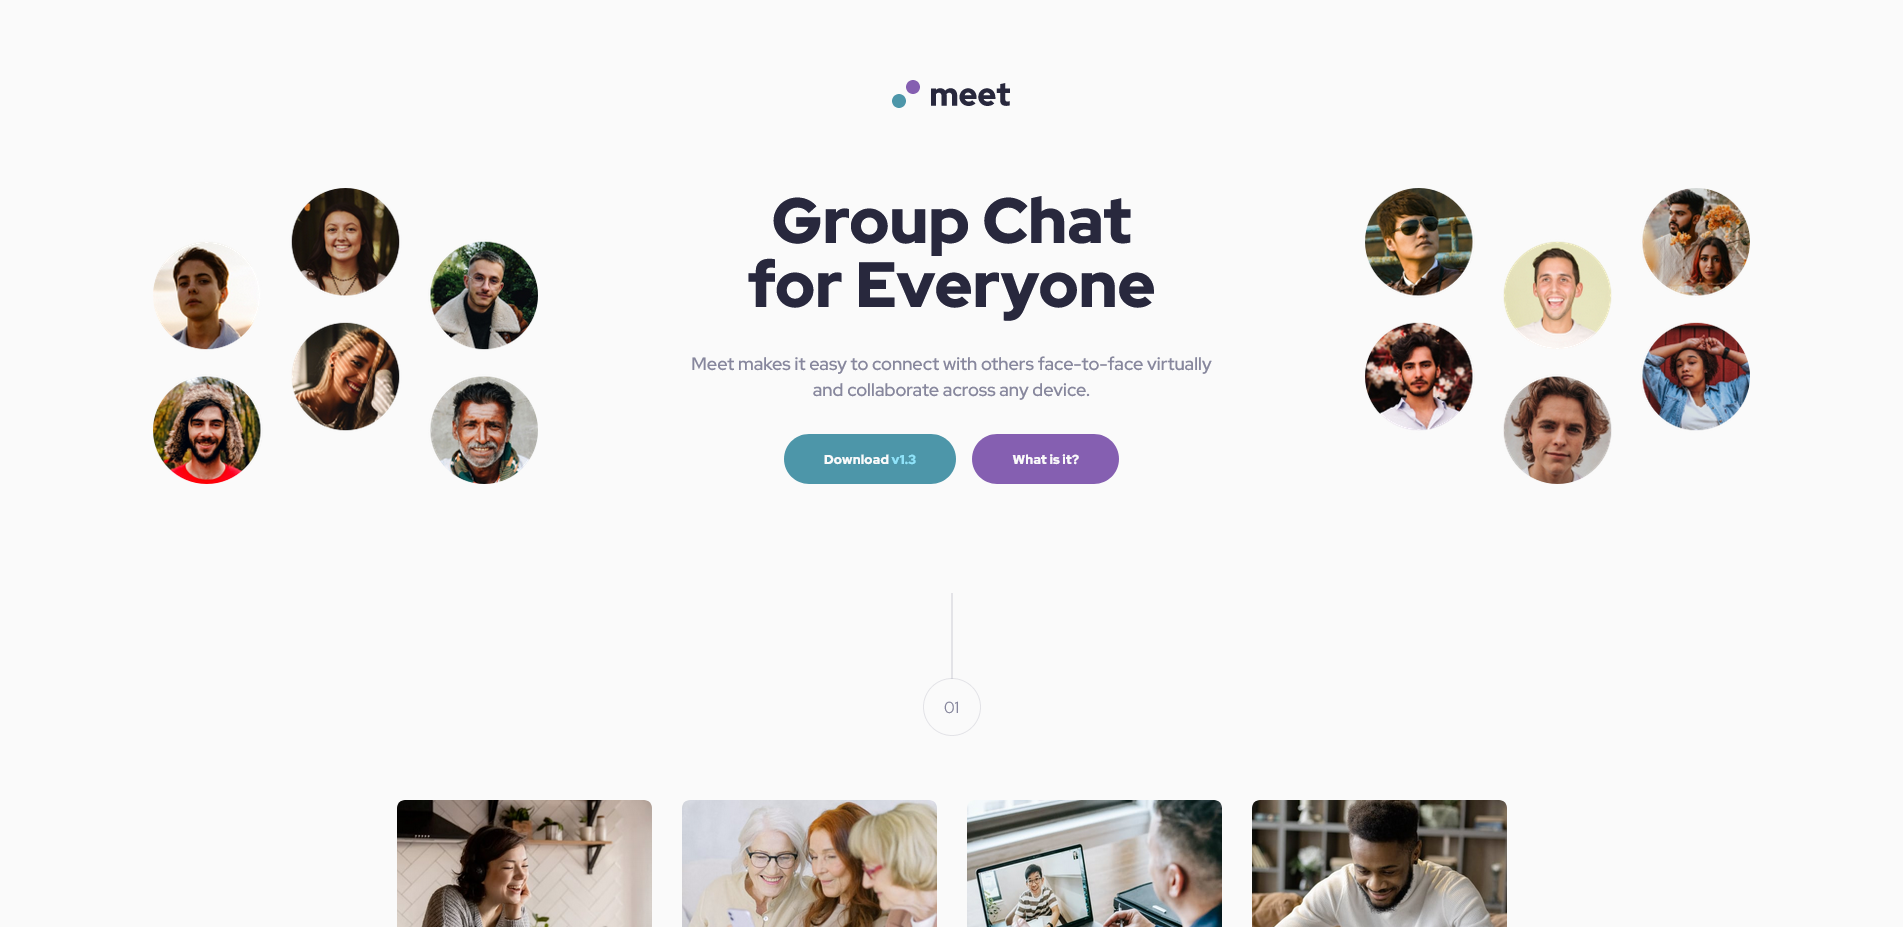 meet
Group Chat
for Everyone
Meet makes it easy to connect with others face-to-face virtually
and collaborate across any device.
Download v1.3
What is it?
01